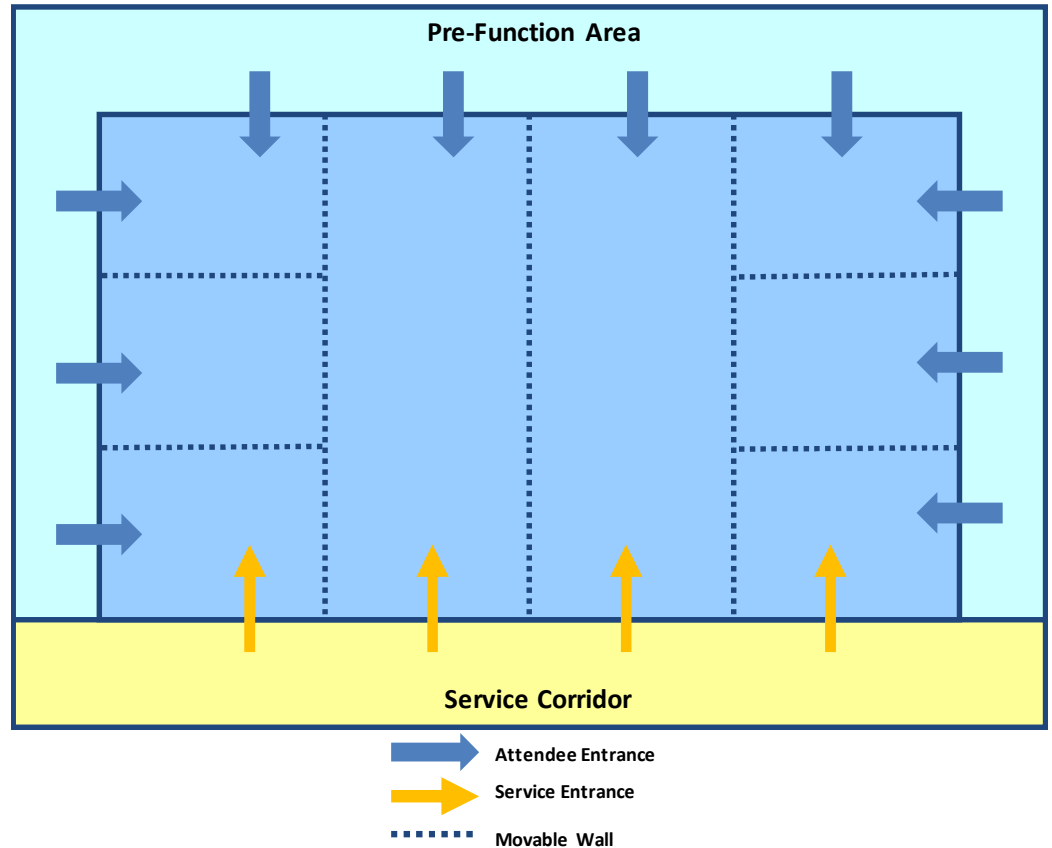 Pre-Function Area
Service Corridor
Attendee Entrance
Service Entrance
Movable Wall